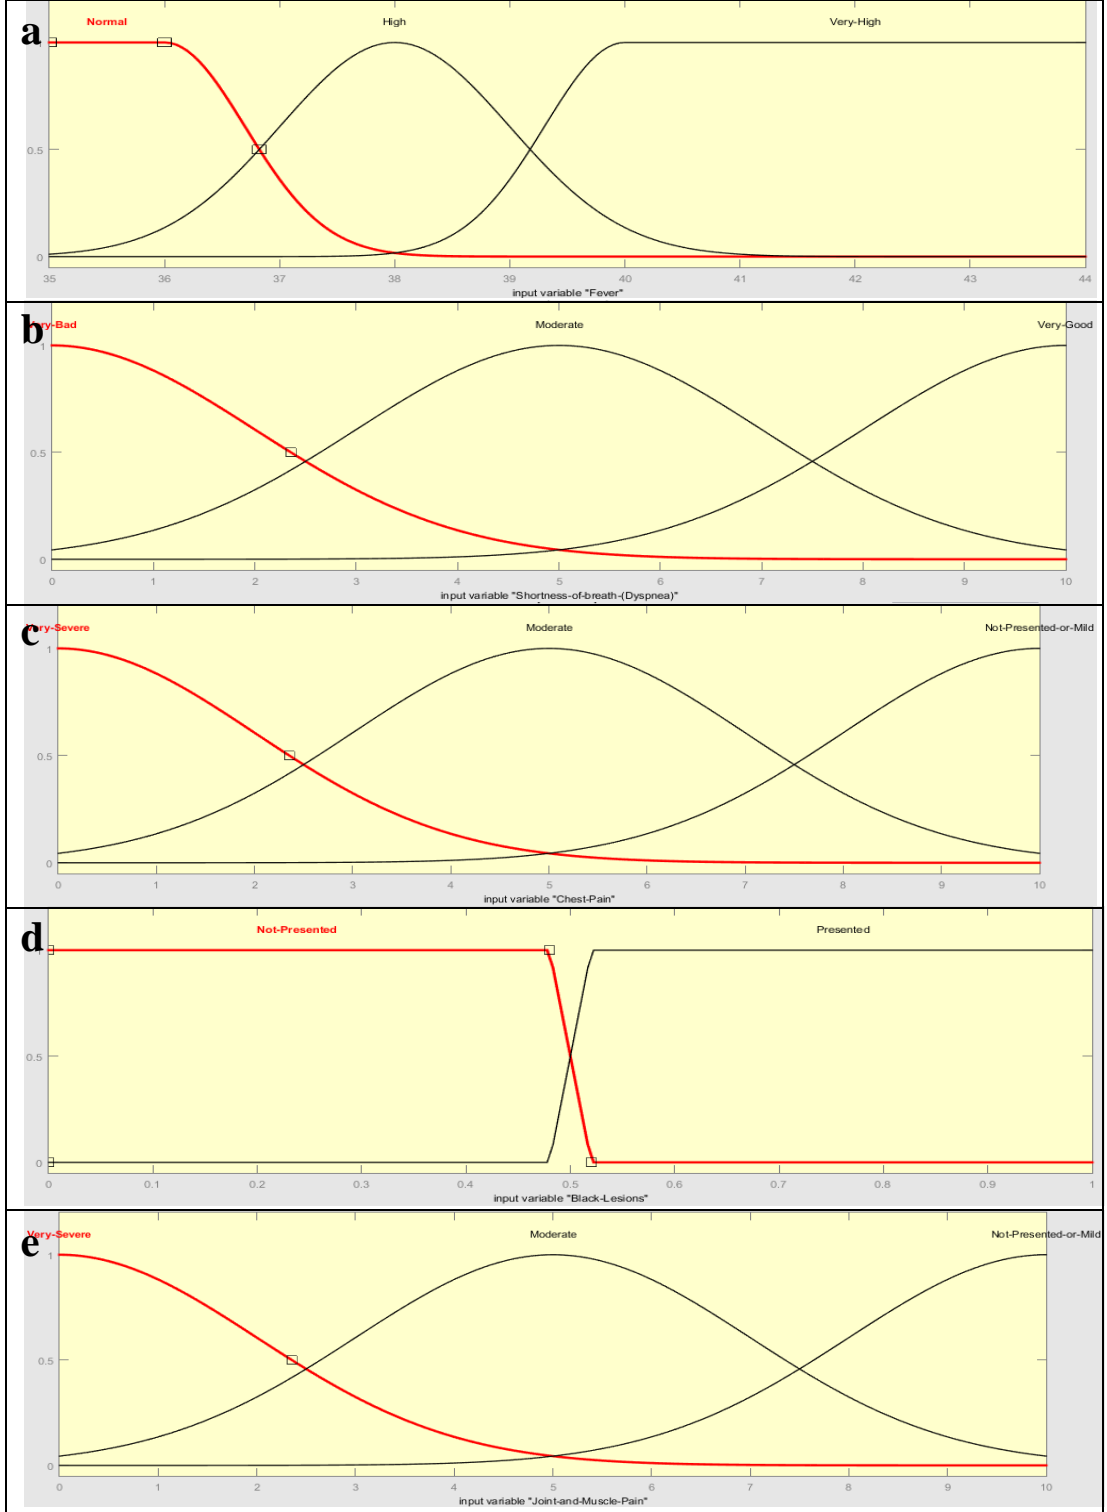 a
Normal High Very-High
0.5
0
35 36 37 38 39 40 41 42 43 44
input variable "Fever"
b
Very-Bad Moderate Very-Good
1
0.5
0
0 1 2 3 4 5 6 7 8 9 10
input variable "Shortness-of-breath-(Dyspnea)"
c
Very-Severe Moderate Not-Presented-or-Mild
1
0.5
0
0 1 2 3 4 5 6 7 8 9 10
input variable "Chest-Pain"
d
Not-Presented Presented
0.5
0
0 0.1 0.2 0.3 0.4 0.5 0.6 0.7 0.8 0.9 1
input variable "Black-Lesions"
e
Very-Severe Moderate Not-Presented-or-Mild
1
0.5
0
0 1 2 3 4 5 6 7 8 9 10
input variable "Joint-and-Muscle-Pain"